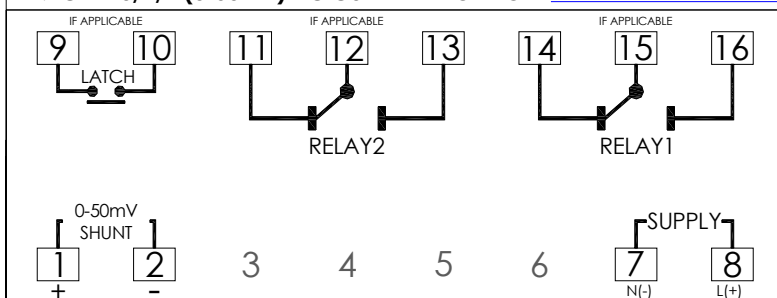 IF APPLICABLE IF APPLICABLE IF APPLICABLE
9 10 11 12 13 14 15 16
LATCH
RELAY2 RELAY1
0-50mV
SHUNT
SUPPLY
1 2 3 4 5 6 7 8
+ - N(-) L(+)